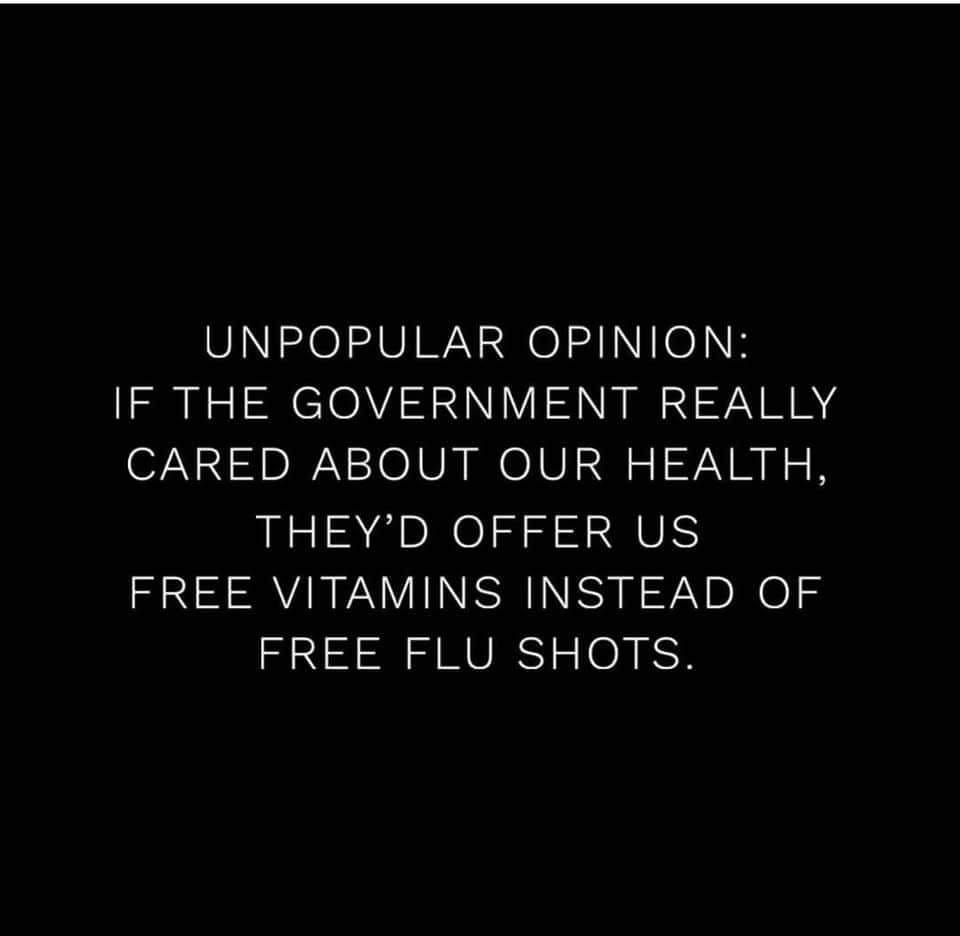 UNPOPULAR OPINION:
IF THE GOVERNMENT REALLY
CARED ABOUT OUR HEALTH,
THEY’D OFFER US
FREE VITAMINS INSTEAD OF
FREE FLU SHOTS.